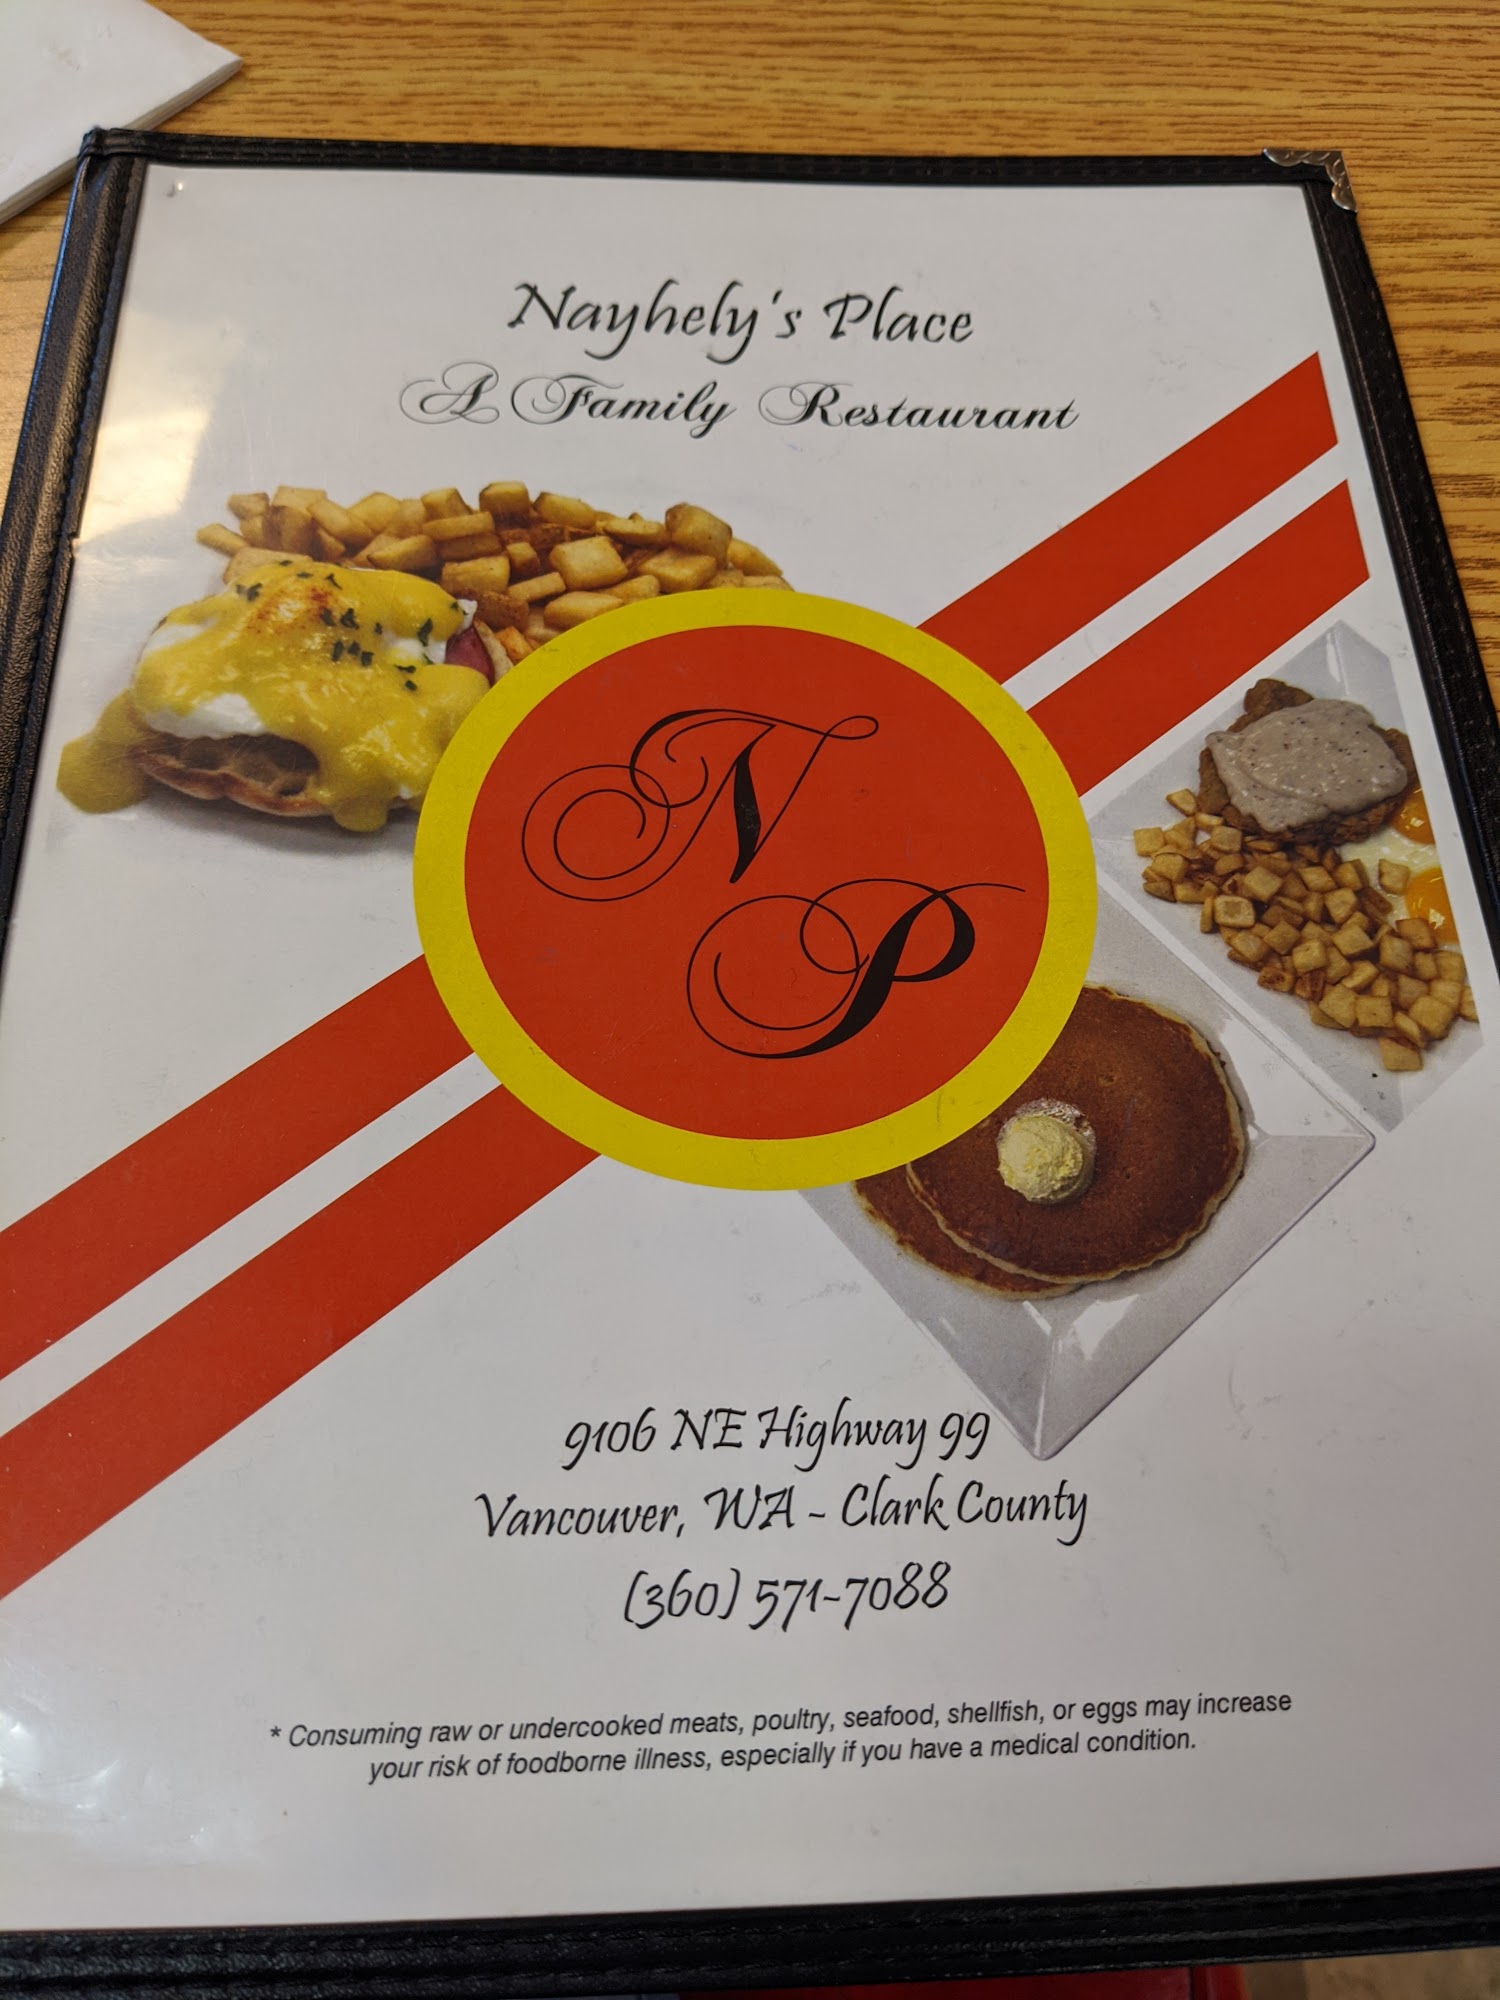 Nayhely's Place
A Family Restaurant
N
P
9106 NE Highway 99
Vancouver, WA - Clark County
(360) 571-7088
* Consuming raw or undercooked meats, poultry, seafood, shellfish, or eggs may increase
your risk of foodborne illness, especially if you have a medical condition.